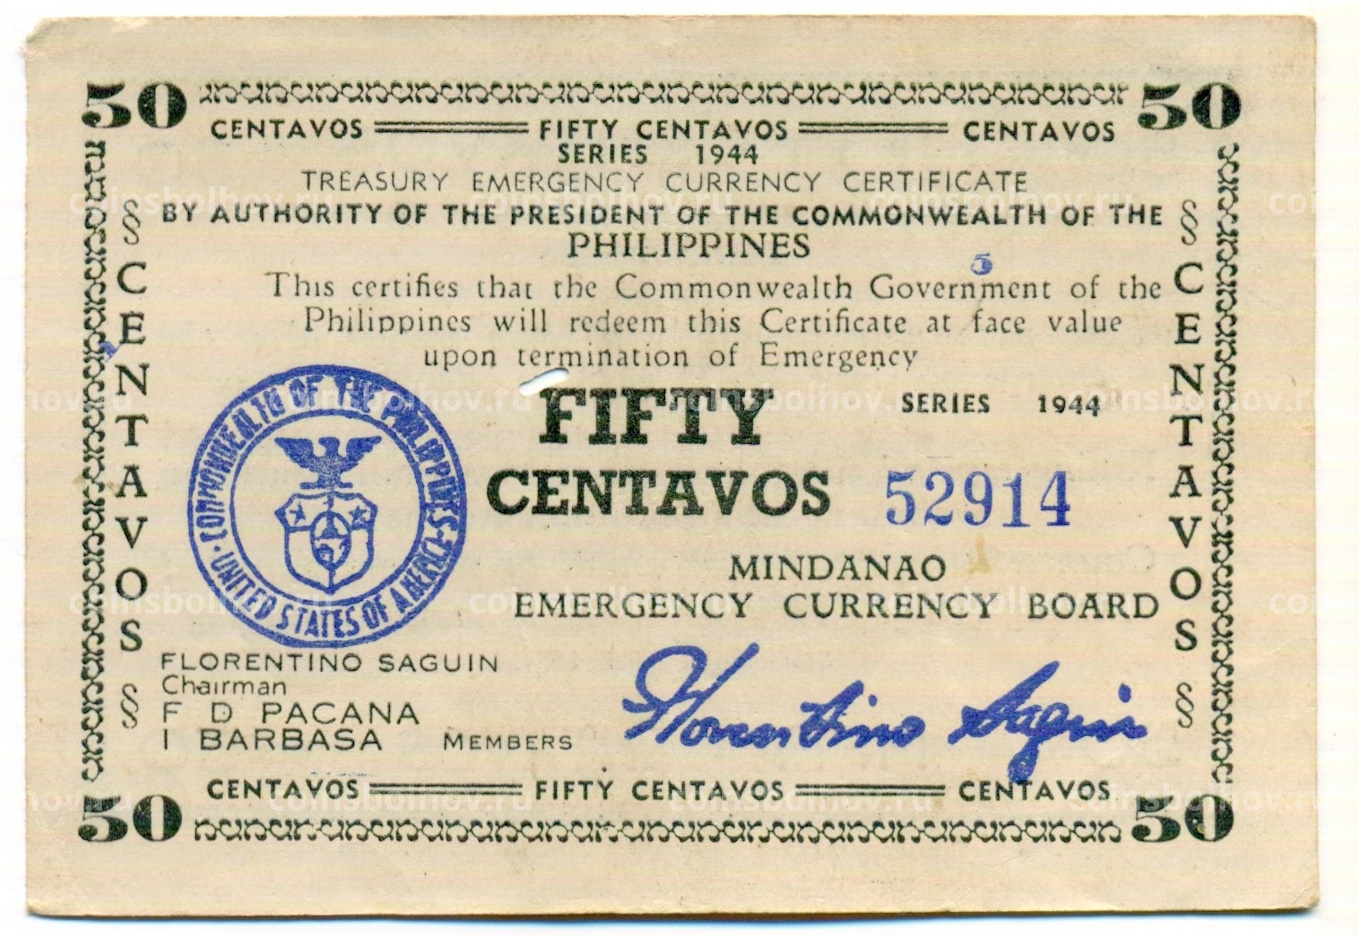 50 50
CENTAVOS FIFTY CENTAVOS CENTAVOS
SERIES 1944
TREASURY EMERGENCY CURRENCY CERTIFICATE
§ BY AUTHORITY OF THE PRESIDENT OF THE COMMONWEALTH OF THE §
PHILIPPINES
5
This certifies that the Commonwealth Government of the
Philippines will redeem this Certificate at face value
upon termination of Emergency
CENTAVOS
CENTAVOS
COMMONWEALTH OF THE PHILIPPINES
UNITED STATES OF AMERICA
FIFTY SERIES 1944
CENTAVOS 52914
MINDANAO
EMERGENCY CURRENCY BOARD
FLORENTINO SAGUIN
Chairman
§ F D PACANA §
I BARBASA MEMBERS
Florentino Saguin
CENTAVOS FIFTY CENTAVOS CENTAVOS
50 50
coinsbolhov.ru